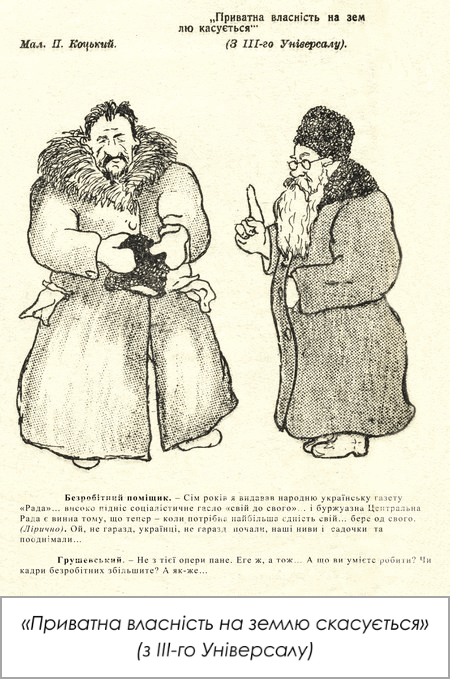 „Приватна власність на зем
лю касується"
Мал. П. Коцький.
(З III-го Універсалу).
Безробітний поміщик. – Сім років я видавав народню українську газету
«Рада»... високо підніс соціалістичне гасло «свій до свого»... і буржуазна Центральна
Рада є винна тому, що тепер – коли потрібна найбільша єдність свій... бере од свого.
(Лірично). Ой, не гаразд, українці, не гаразд почали, наші ниви і садочки та
поодніма́ли...
Грушевський. – Не з тієї опери пане. Еге ж, а тож... А що ви умієте робити? Чи
кадри безробітних збільшите? А як-же...
«Приватна власність на землю скасується»
(з III-го Універсалу)